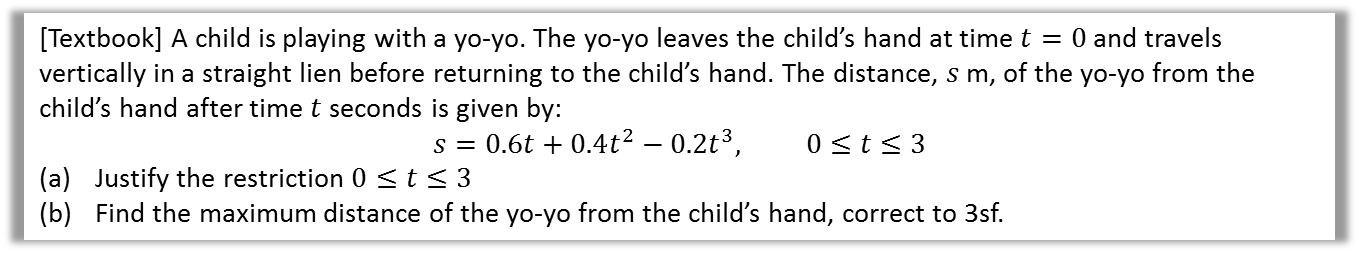 [Textbook] A child is playing with a yo-yo. The yo-yo leaves the child’s hand at time 𝑡 = 0 and travels
vertically in a straight lien before returning to the child’s hand. The distance, 𝑠 m, of the yo-yo from the
child’s hand after time 𝑡 seconds is given by:
𝑠 = 0.6𝑡 + 0.4𝑡² − 0.2𝑡³, 0 ≤ 𝑡 ≤ 3
(a) Justify the restriction 0 ≤ 𝑡 ≤ 3
(b) Find the maximum distance of the yo-yo from the child’s hand, correct to 3sf.